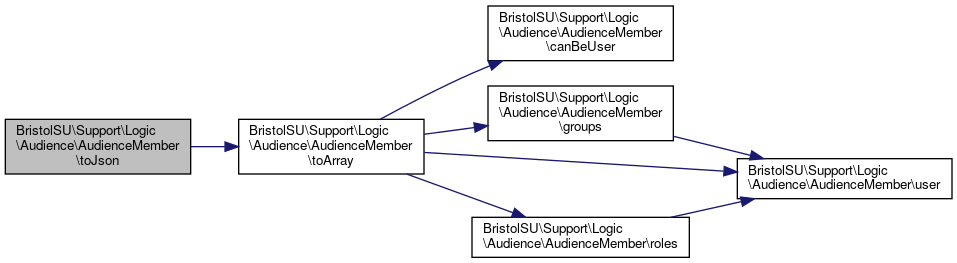 BristolSU\Support\Logic
\Audience\AudienceMember
\toJson
BristolSU\Support\Logic
\Audience\AudienceMember
\toArray
BristolSU\Support\Logic
\Audience\AudienceMember
\canBeUser
BristolSU\Support\Logic
\Audience\AudienceMember
\groups
BristolSU\Support\Logic
\Audience\AudienceMember\roles
BristolSU\Support\Logic
\Audience\AudienceMember\user